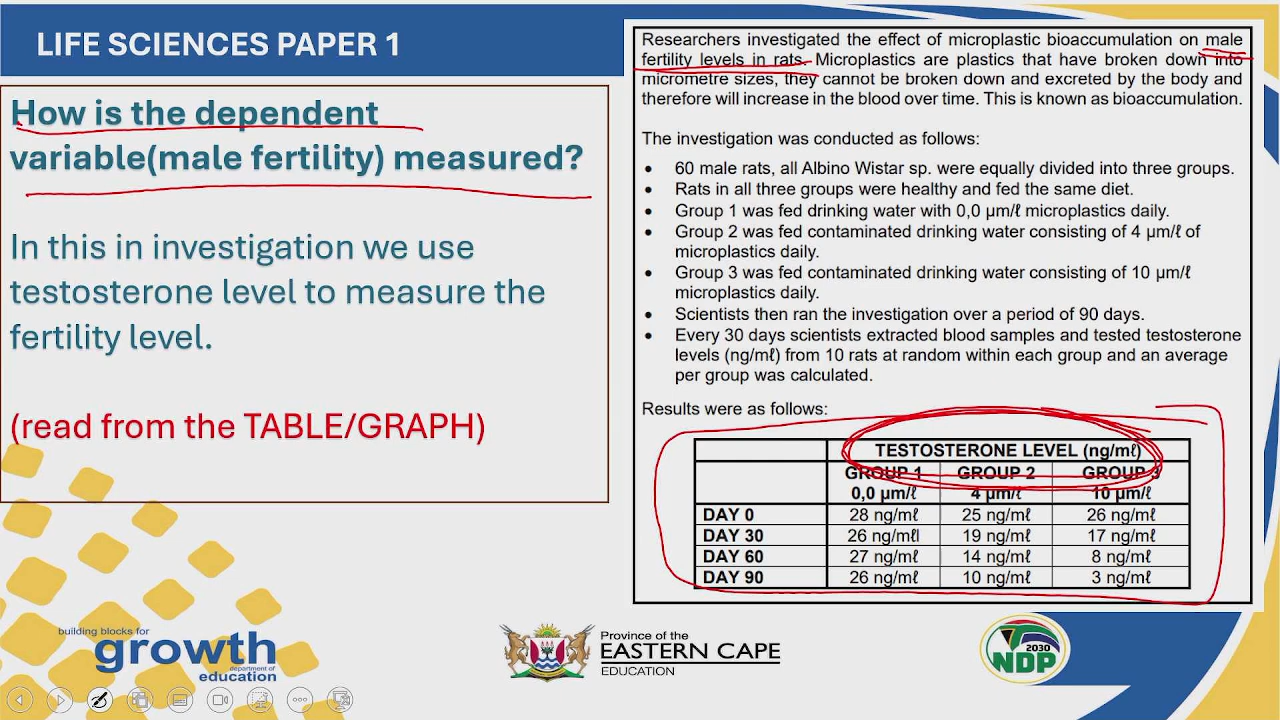 LIFE SCIENCES PAPER 1
How is the dependent
variable(male fertility) measured?
In this in investigation we use
testosterone level to measure the
fertility level.
(read from the TABLE/GRAPH)
Researchers investigated the effect of microplastic bioaccumulation on male
fertility levels in rats. Microplastics are plastics that have broken down into
micrometre sizes, they cannot be broken down and excreted by the body and
therefore will increase in the blood over time. This is known as bioaccumulation.
The investigation was conducted as follows:
• 60 male rats, all Albino Wistar sp. were equally divided into three groups.
• Rats in all three groups were healthy and fed the same diet.
• Group 1 was fed drinking water with 0,0 µm/ℓ microplastics daily.
• Group 2 was fed contaminated drinking water consisting of 4 µm/ℓ of
microplastics daily.
• Group 3 was fed contaminated drinking water consisting of 10 µm/ℓ
microplastics daily.
• Scientists then ran the investigation over a period of 90 days.
• Every 30 days scientists extracted blood samples and tested testosterone
levels (ng/mℓ) from 10 rats at random within each group and an average
per group was calculated.
Results were as follows:
TESTOSTERONE LEVEL (ng/mℓ)
GROUP 1 GROUP 2 GROUP 3
0,0 µm/ℓ 4 µm/ℓ 10 µm/ℓ
DAY 0 28 ng/mℓ 25 ng/mℓ 26 ng/mℓ
DAY 30 26 ng/mℓl 19 ng/mℓ 17 ng/mℓ
DAY 60 27 ng/mℓ 14 ng/mℓ 8 ng/mℓ
DAY 90 26 ng/mℓ 10 ng/mℓ 3 ng/mℓ
building blocks for
growth
department of
education
Province of the
EASTERN CAPE
EDUCATION
2030
NDP